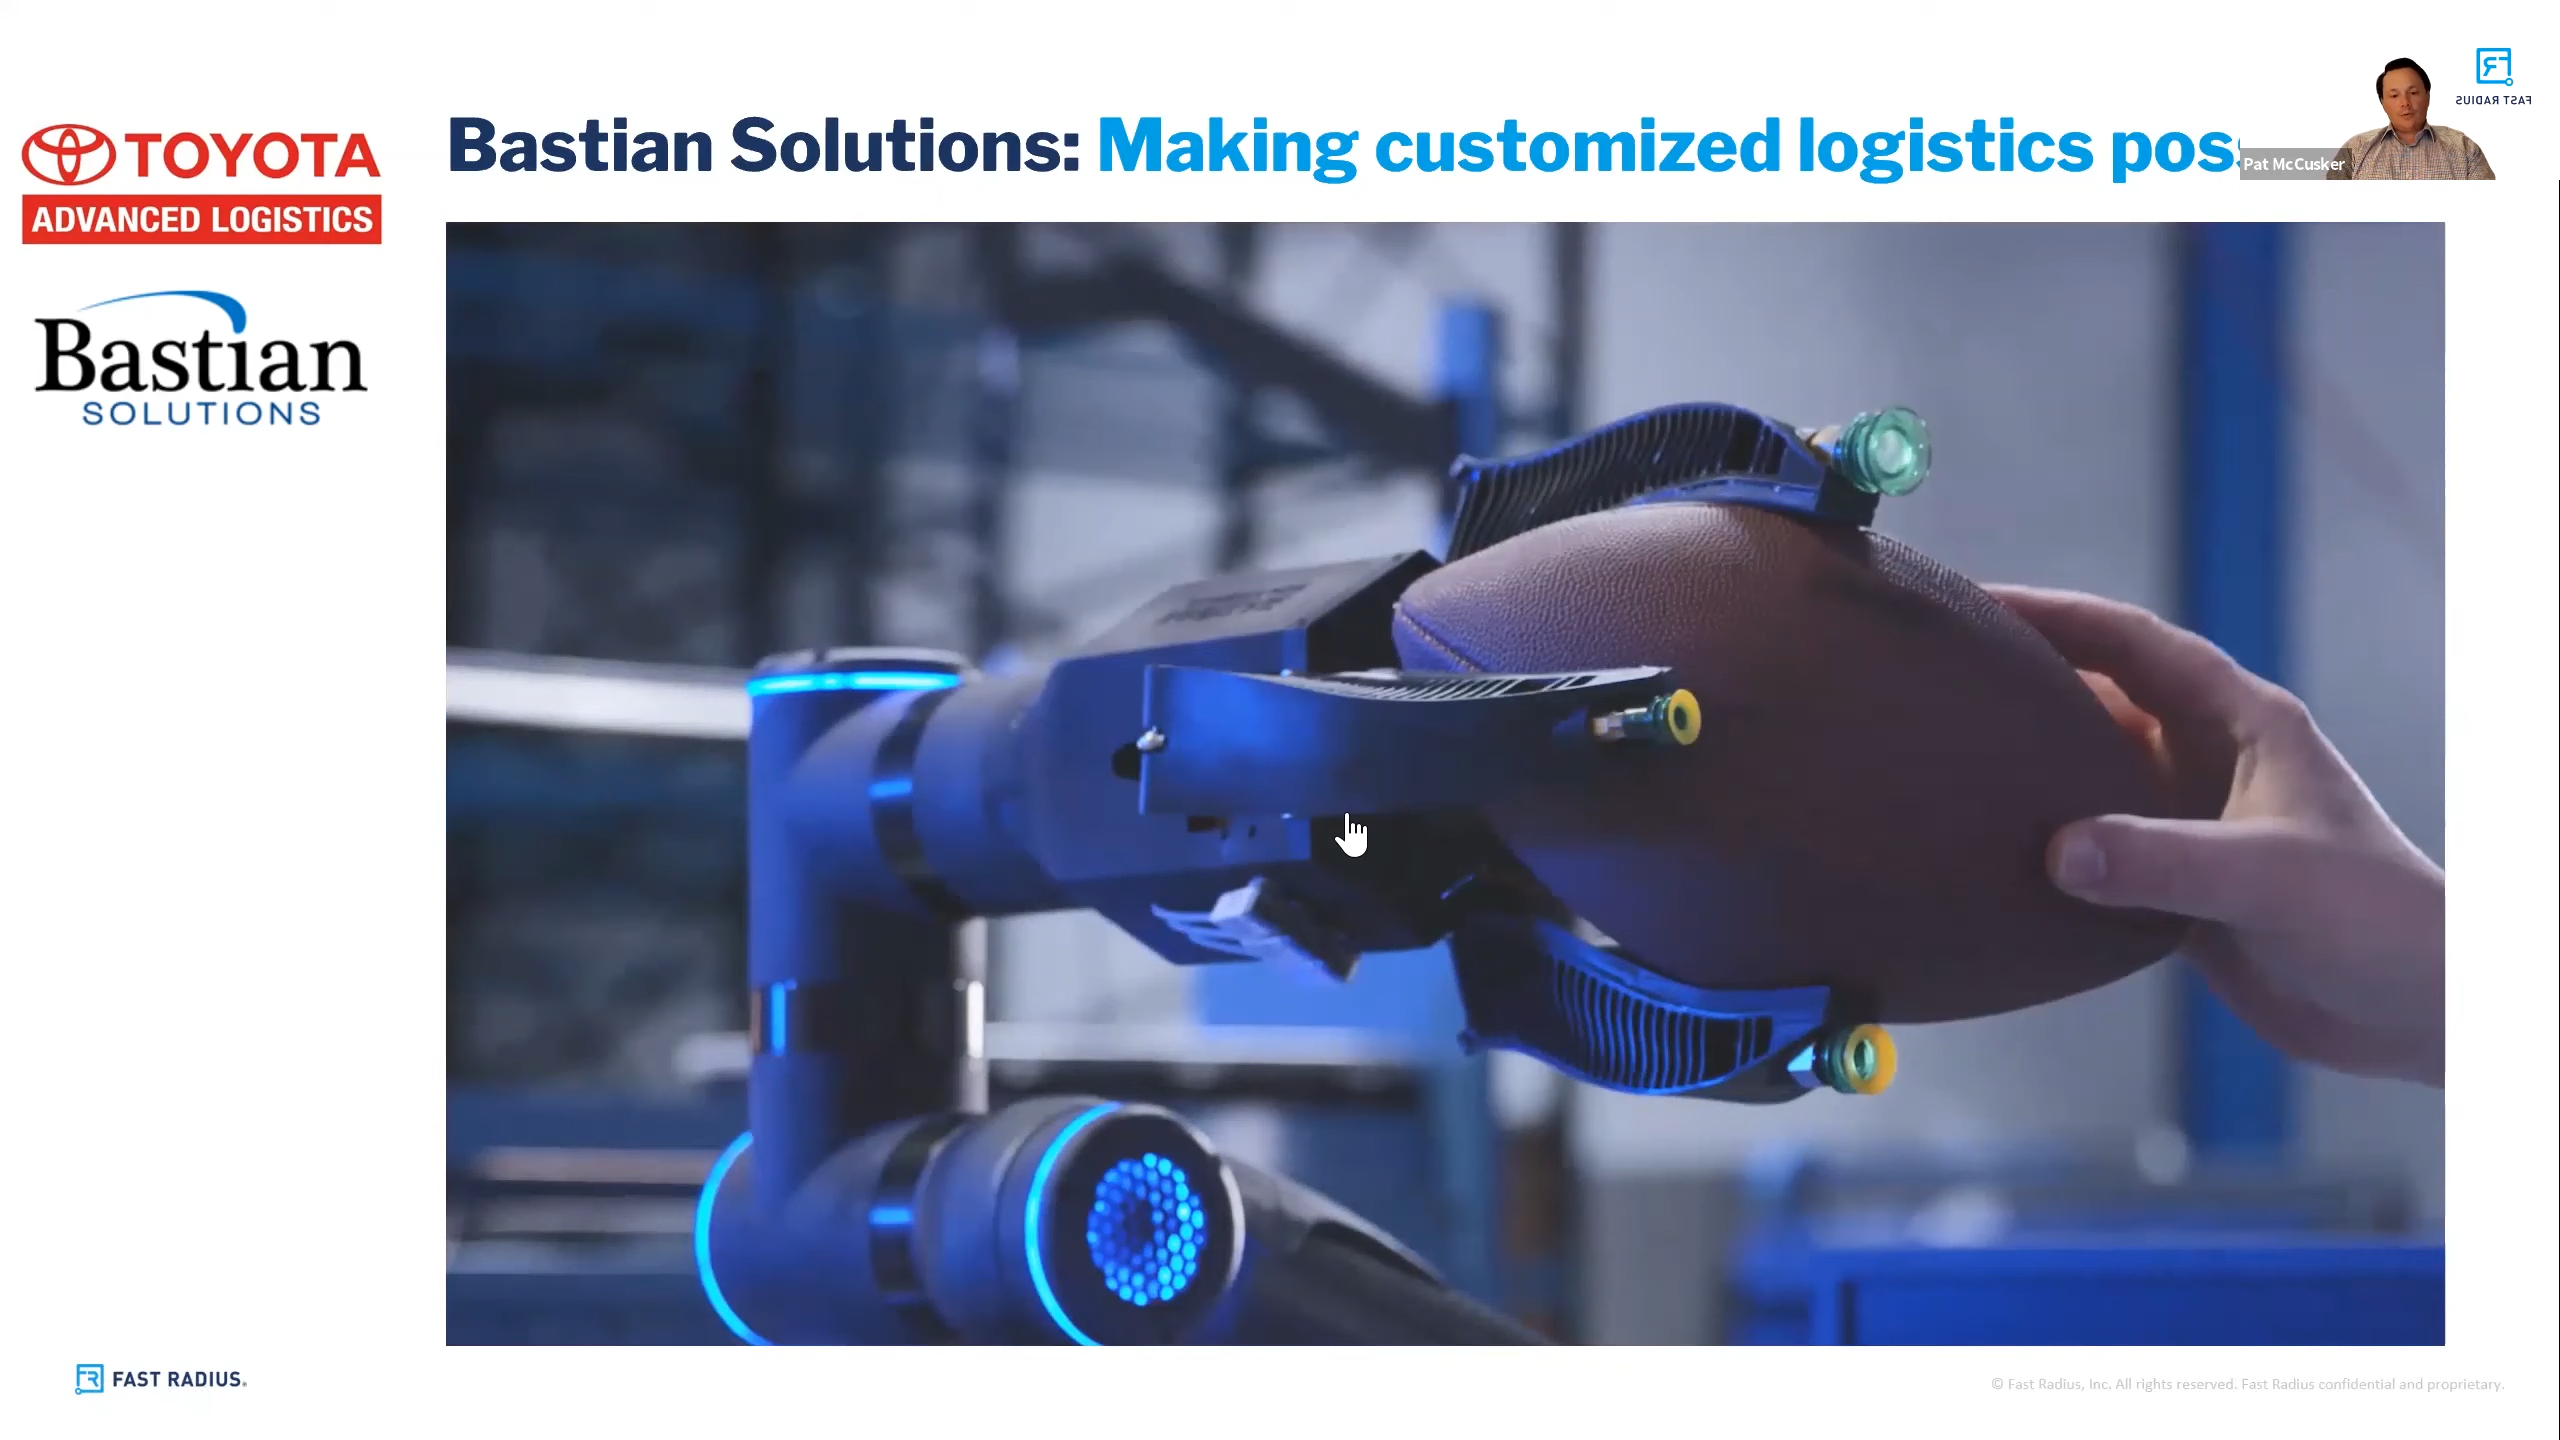 Bastian Solutions: Making customized logistics pos
TOYOTA
ADVANCED LOGISTICS
Bastian
SOLUTIONS
FAST RADIUS
Pat McCusker
FR FAST RADIUS®
© Fast Radius, Inc. All rights reserved. Fast Radius confidential and proprietary.